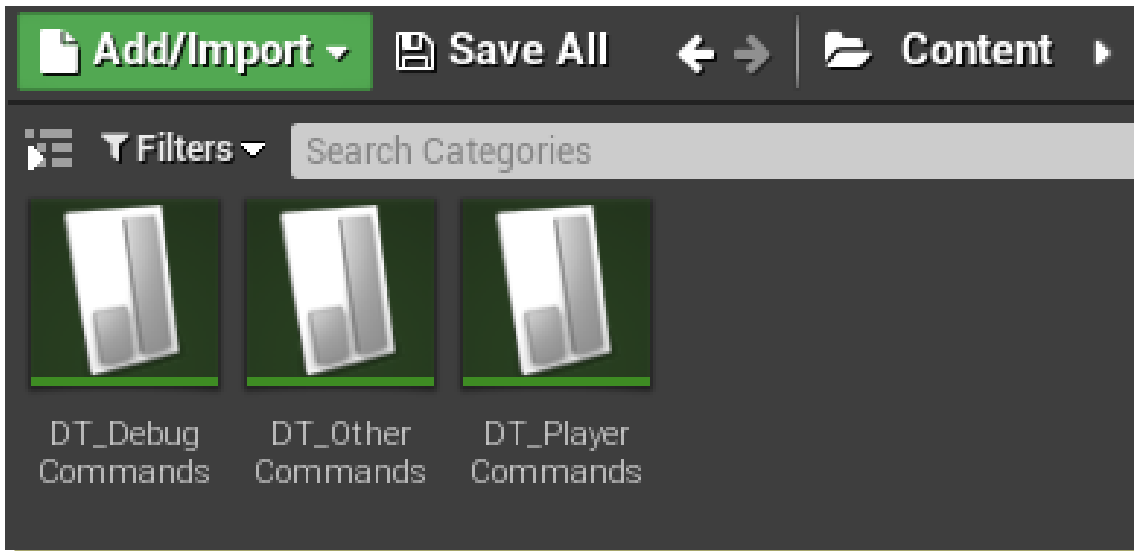 Add/Import Save All Content
Filters Search Categories
DT_Debug DT_Other DT_Player
Commands Commands Commands